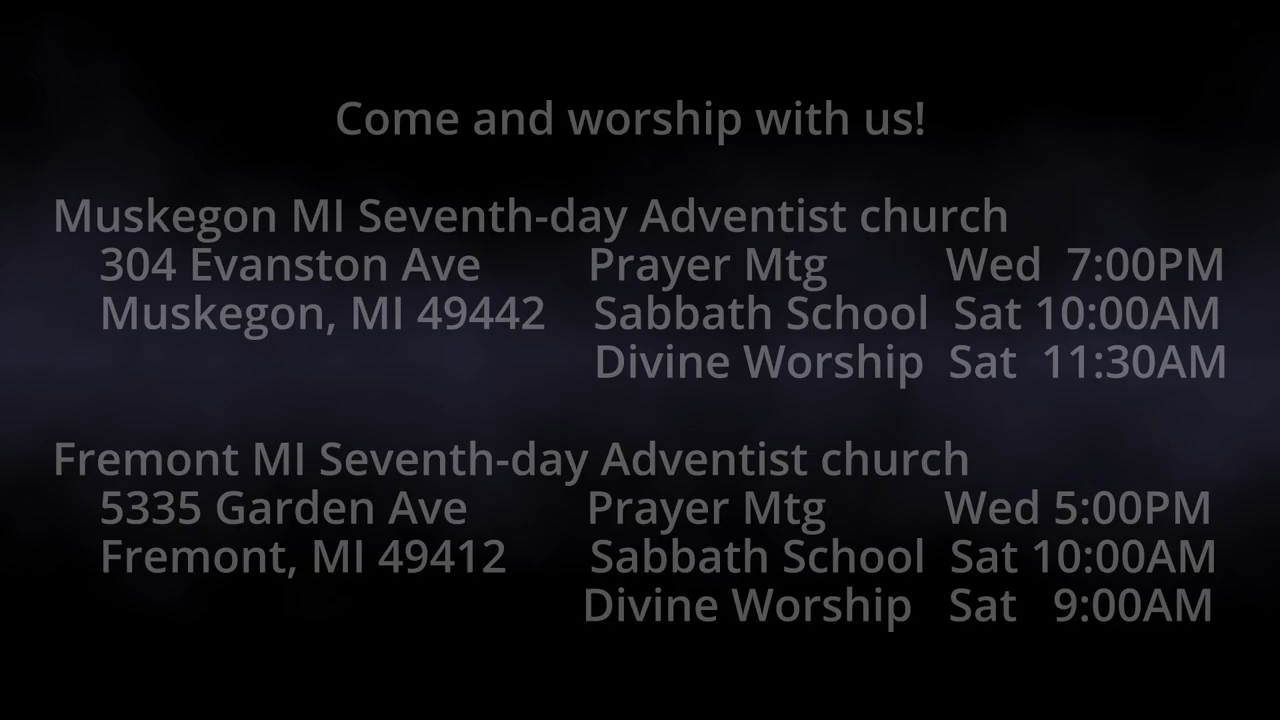 Come and worship with us!
Muskegon MI Seventh-day Adventist church
304 Evanston Ave Prayer Mtg Wed 7:00PM
Muskegon, MI 49442 Sabbath School Sat 10:00AM
Divine Worship Sat 11:30AM
Fremont MI Seventh-day Adventist church
5335 Garden Ave Prayer Mtg Wed 5:00PM
Fremont, MI 49412 Sabbath School Sat 10:00AM
Divine Worship Sat 9:00AM